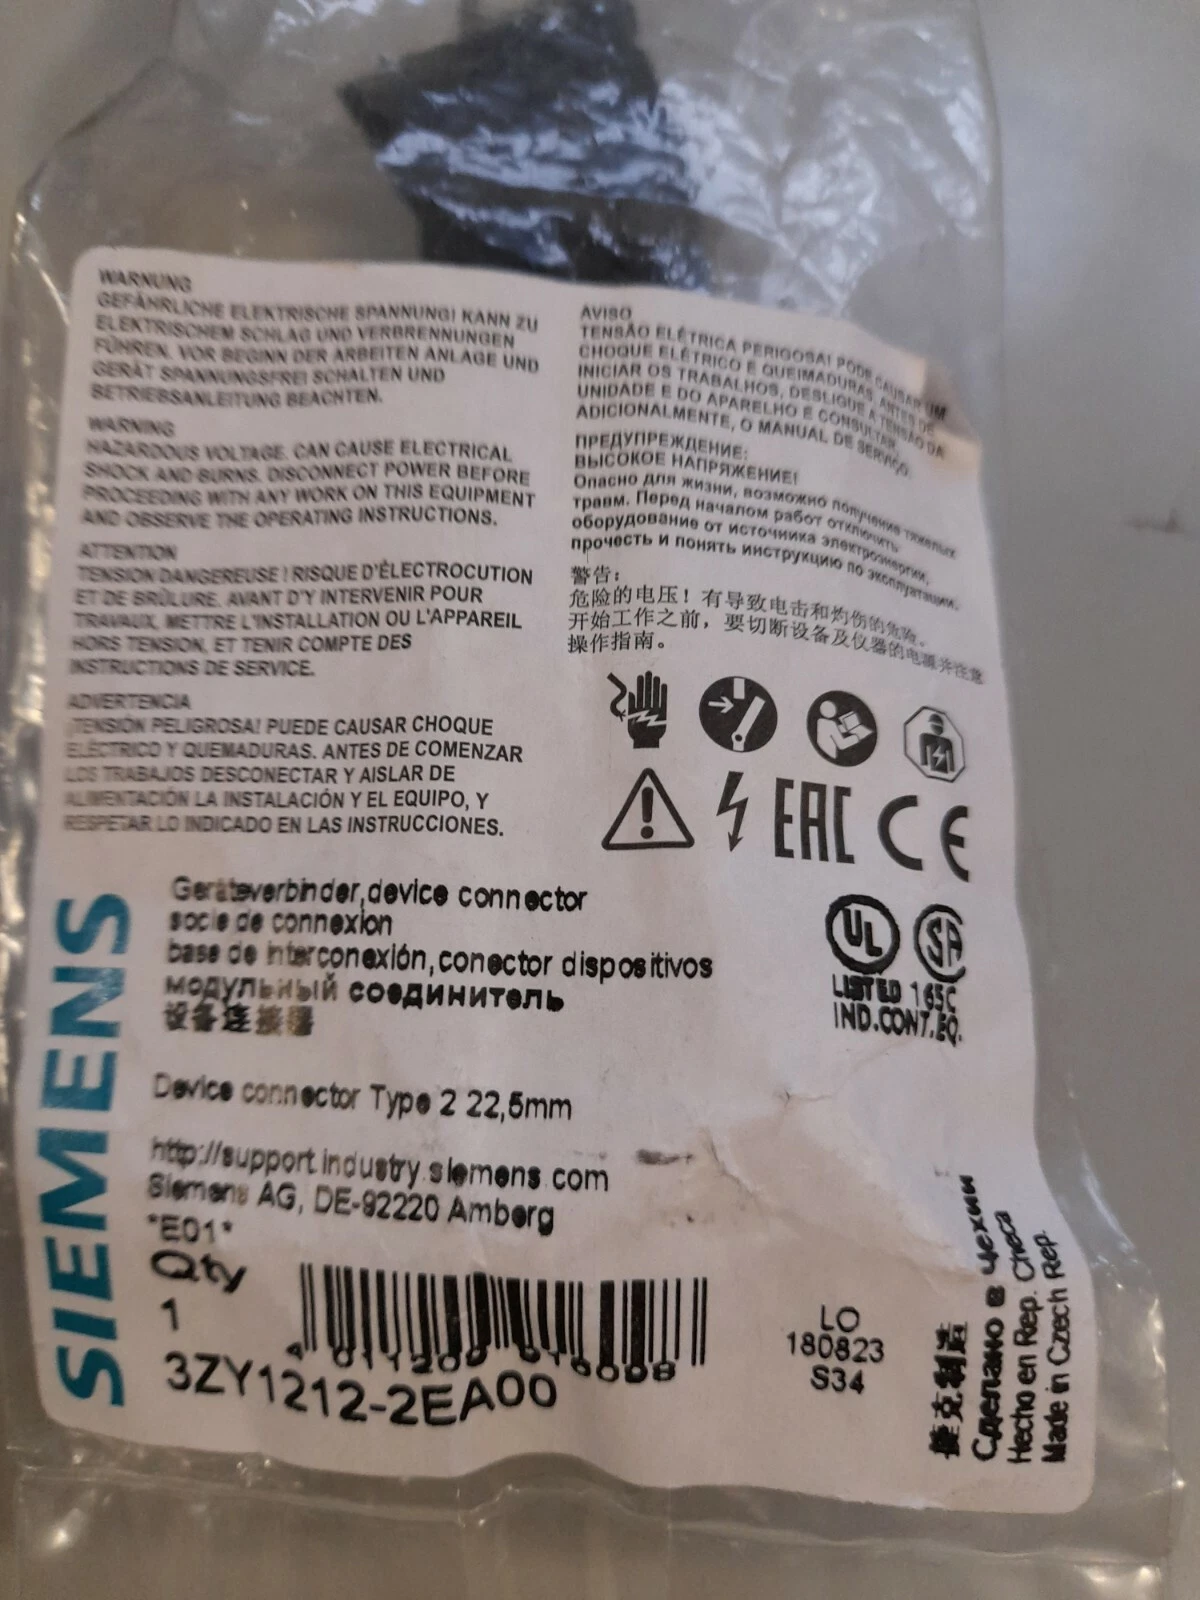 WARNUNG
GEFÄHRLICHE ELEKTRISCHE SPANNUNG! KANN ZU
ELEKTRISCHEM SCHLAG UND VERBRENNUNGEN
FÜHREN. VOR BEGINN DER ARBEITEN ANLAGE UND
GERÄT SPANNUNGSFREI SCHALTEN UND
BETRIEBSANLEITUNG BEACHTEN.
WARNING
HAZARDOUS VOLTAGE. CAN CAUSE ELECTRICAL
SHOCK AND BURNS. DISCONNECT POWER BEFORE
PROCEEDING WITH ANY WORK ON THIS EQUIPMENT
AND OBSERVE THE OPERATING INSTRUCTIONS.
ATTENTION
TENSION DANGEREUSE ! RISQUE D'ÉLECTROCUTION
ET DE BRÛLURE. AVANT D'Y INTERVENIR POUR
TRAVAUX, METTRE L'INSTALLATION OU L'APPAREIL
HORS TENSION, ET TENIR COMPTE DES
INSTRUCTIONS DE SERVICE.
ADVERTENCIA
¡TENSIÓN PELIGROSA! PUEDE CAUSAR CHOQUE
ELÉCTRICO Y QUEMADURAS. ANTES DE COMENZAR
LOS TRABAJOS DESCONECTAR Y AISLAR DE
ALIMENTACIÓN LA INSTALACIÓN Y EL EQUIPO, Y
RESPETAR LO INDICADO EN LAS INSTRUCCIONES.
AVISO
TENSÃO ELÉTRICA PERIGOSA! PODE CAUSAR UM
CHOQUE ELÉTRICO E QUEIMADURAS. ANTES DE
INICIAR OS TRABALHOS, DESLIGUE A TENSÃO DA
UNIDADE E DO APARELHO E CONSULTAR,
ADICIONALMENTE, O MANUAL DE SERVIÇO.
ПРЕДУПРЕЖДЕНИЕ:
ВЫСОКОЕ НАПРЯЖЕНИЕ!
Опасно для жизни, возможно получение тяжелых
травм. Перед началом работ отключить
оборудование от источника электроэнергии,
прочесть и понять инструкцию по эксплуатации.
警告:
危险的电压! 有导致电击和灼伤的危险。
开始工作之前, 要切断设备及仪器的电源并注意
操作指南。
EAC CE
UL SA
LISTED 165C
IND.CONT.EQ.
SIEMENS
Geräteverbinder,device connector
socle de connexion
base de interconexión,conector dispositivos
модульный соединитель
设备连接器
Device connector Type 2 22,5mm
http://support.industry.siemens.com
Siemens AG, DE-92220 Amberg
*E01*
Qty
1
3ZY1212-2EA00
LO
180823
S34
捷克制造
Сделано в Чехии
Hecho en Rep. Checa
Made in Czech Rep.